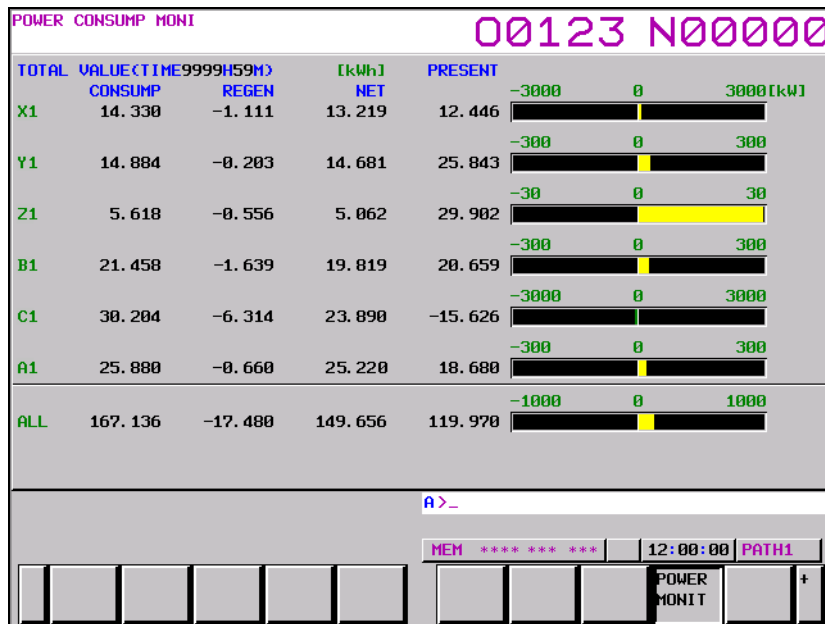 POWER CONSUMP MONI
O0123 N00000
TOTAL VALUE(TIME9999H59M) [kWh] PRESENT
CONSUMP REGEN NET -3000 0 3000[kW]
X1 14.330 -1.111 13.219 12.446
-300 0 300
Y1 14.884 -0.203 14.681 25.843
-30 0 30
Z1 5.618 -0.556 5.062 29.902
-300 0 300
B1 21.458 -1.639 19.819 20.659
-3000 0 3000
C1 30.204 -6.314 23.890 -15.626
-300 0 300
A1 25.880 -0.660 25.220 18.680
-1000 0 1000
ALL 167.136 -17.480 149.656 119.970
A>_
MEM **** *** *** 12:00:00 PATH1
POWER +
MONIT